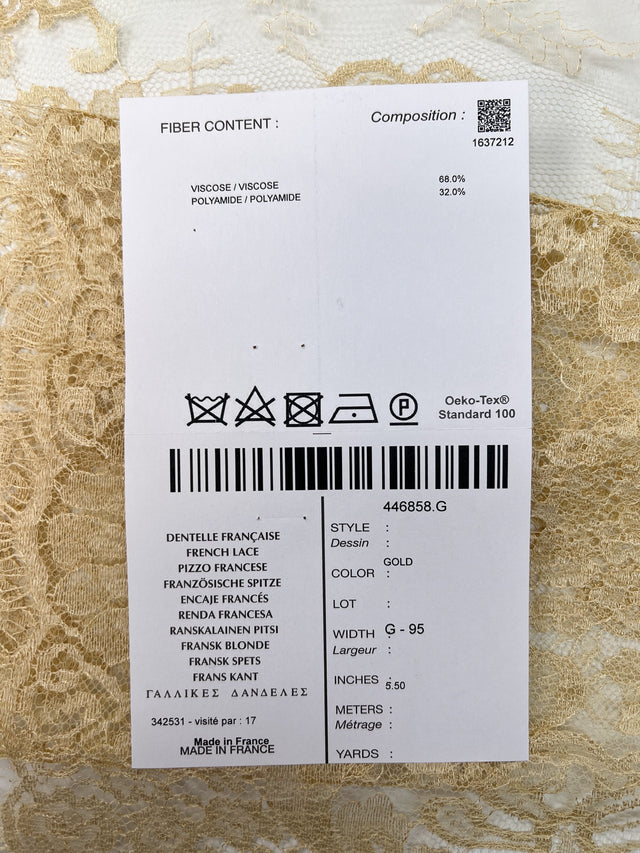 FIBER CONTENT :
Composition :
1637212
VISCOSE / VISCOSE 68.0%
POLYAMIDE / POLYAMIDE 32.0%
P
Oeko-Tex®
Standard 100
446858.G
DENTELLE FRANÇAISE
FRENCH LACE
PIZZO FRANCESE
FRANZÖSISCHE SPITZE
ENCAJE FRANCÉS
RENDA FRANCESA
RANSKALAINEN PITSI
FRANSK BLONDE
FRANSK SPETS
FRANS KANT
ΓΑΛΛΙΚΕΣ ΔΑΝΔΕΛΕΣ
342531 - visité par : 17
Made in France
MADE IN FRANCE
STYLE :
Dessin :
GOLD
COLOR :
LOT :
WIDTH : G - 95
Largeur :
INCHES :
5.50
METERS :
Métrage :
YARDS :